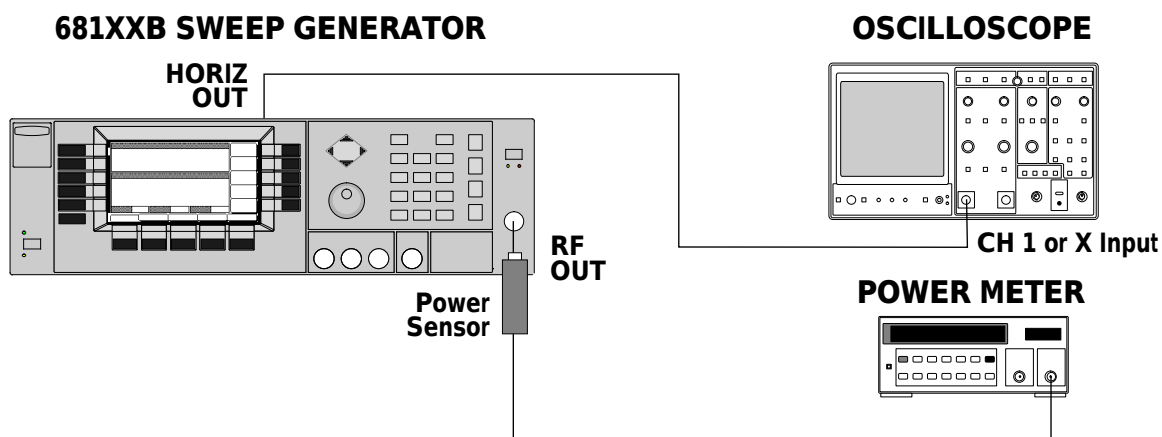 681XXB SWEEP GENERATOR
OSCILLOSCOPE
HORIZ
OUT
CH 1 or X Input
RF
OUT
Power
Sensor
POWER METER